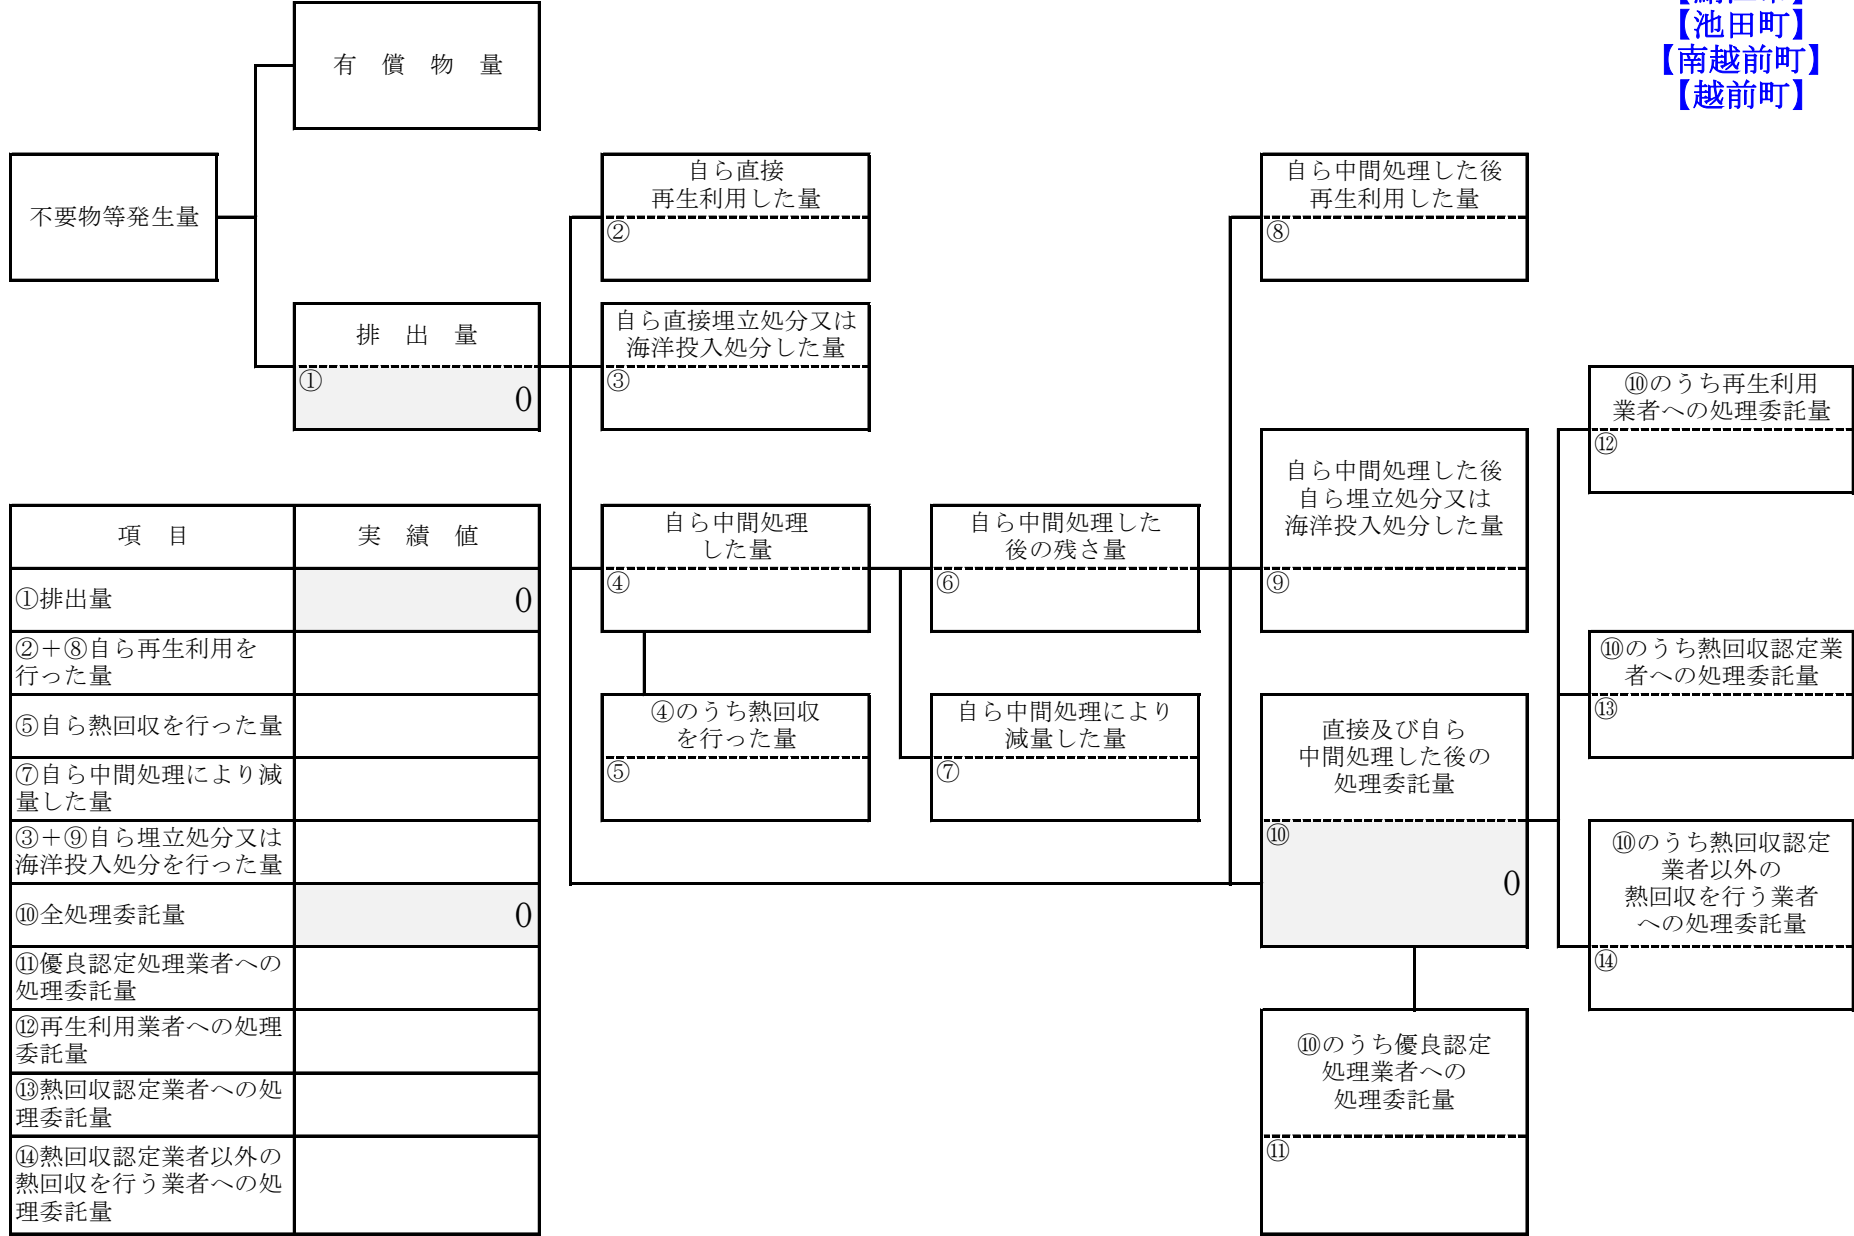 【池田町】
【南越前町】
【越前町】
有　償　物　量
不要物等発生量
排　出　量
①
0
自ら直接
再生利用した量
②
自ら直接埋立処分又は
海洋投入処分した量
③
自ら中間処理
した量
④
④のうち熱回収
を行った量
⑤
自ら中間処理した
後の残さ量
⑥
自ら中間処理により
減量した量
⑦
自ら中間処理した後
再生利用した量
⑧
自ら中間処理した後
自ら埋立処分又は
海洋投入処分した量
⑨
直接及び自ら
中間処理した後の
処理委託量
⑩
0
⑩のうち優良認定
処理業者への
処理委託量
⑪
⑩のうち再生利用
業者への処理委託量
⑫
⑩のうち熱回収認定業
者への処理委託量
⑬
⑩のうち熱回収認定
業者以外の
熱回収を行う業者
への処理委託量
⑭
項　目
実　績　値
①排出量
0
②＋⑧自ら再生利用を
行った量
⑤自ら熱回収を行った量
⑦自ら中間処理により減
量した量
③＋⑨自ら埋立処分又は
海洋投入処分を行った量
⑩全処理委託量
0
⑪優良認定処理業者への
処理委託量
⑫再生利用業者への処理
委託量
⑬熱回収認定業者への処
理委託量
⑭熱回収認定業者以外の
熱回収を行う業者への処
理委託量